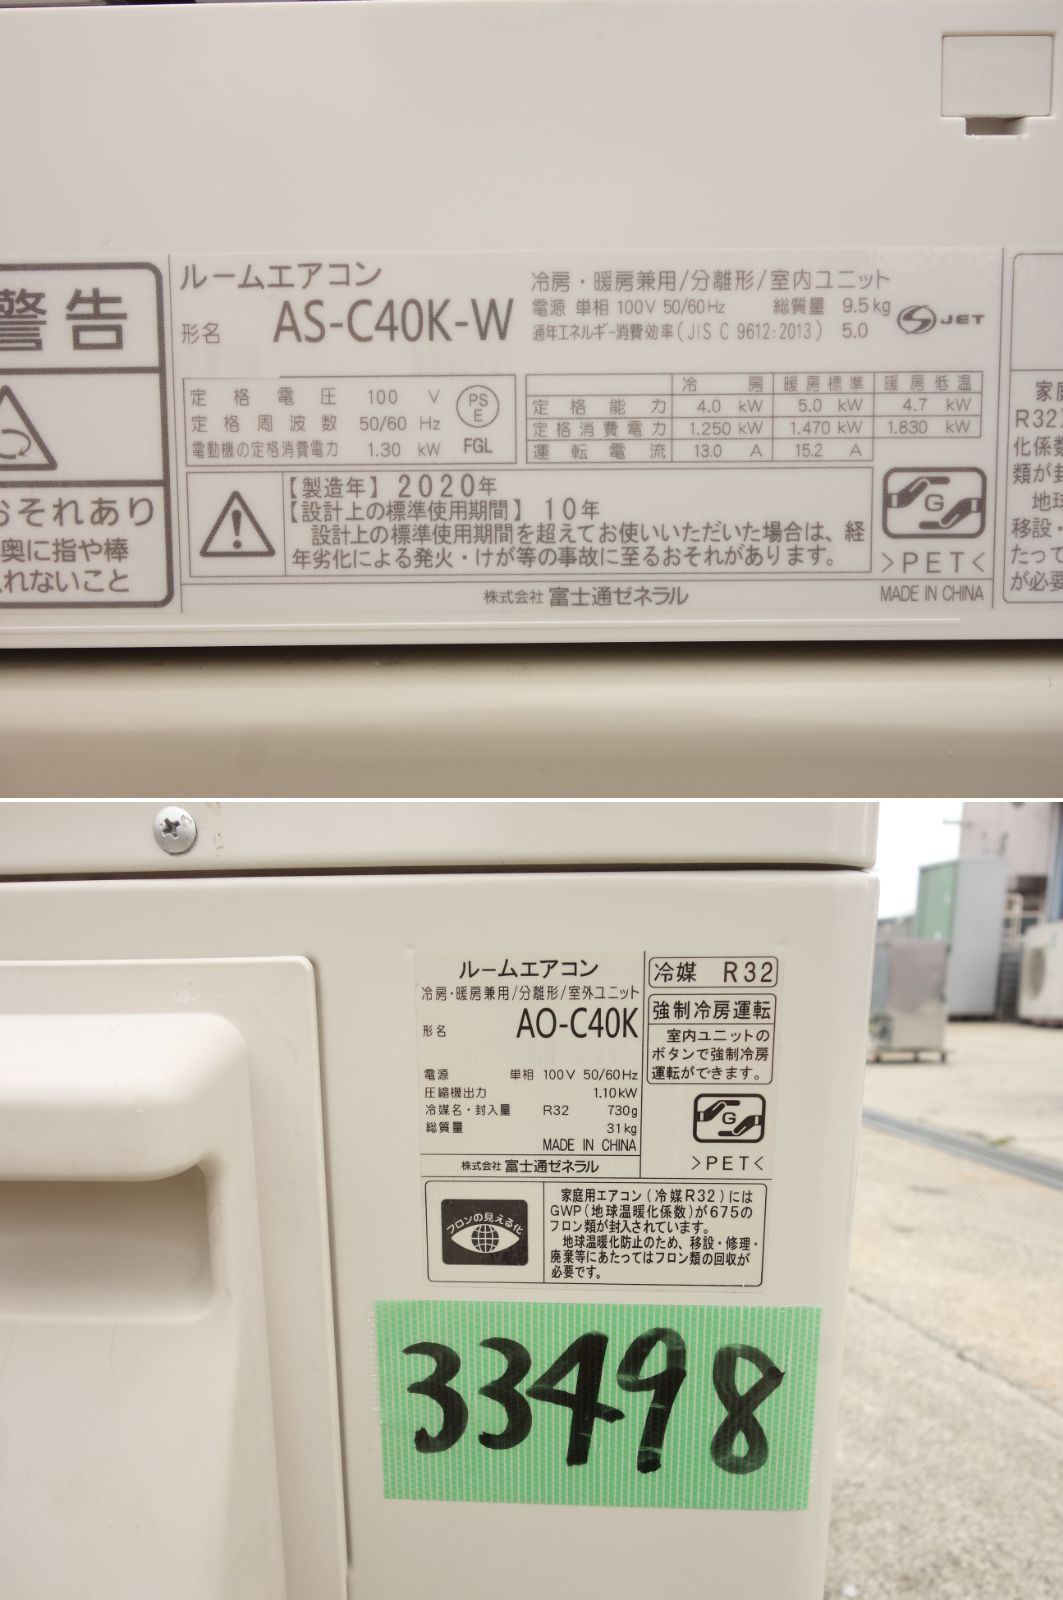 警告
おそれあり
奥に指や棒
れないこと
ルームエアコン
形名 AS-C40K-W
冷房・暖房兼用/分離形/室内ユニット
電源 単相 100V 50/60Hz 総質量 9.5kg
通年エネルギー消費効率(JIS C 9612:2013) 5.0
JET
定格電圧 100 V
定格周波数 50/60 Hz
電動機の定格消費電力 1.30 kW
PS
E
FGL
冷房 暖房標準 暖房低温
定格能力 4.0 kW 5.0 kW 4.7 kW
定格消費電力 1.250 kW 1.470 kW 1.830 kW
運転電流 13.0 A 15.2 A
【製造年】2020年
【設計上の標準使用期間】10年
設計上の標準使用期間を超えてお使いいただいた場合は、経
年劣化による発火・けが等の事故に至るおそれがあります。
G
>PET<
株式会社 富士通ゼネラル
MADE IN CHINA
家庭
R32
化係数
類が封
地球
移設・
たって
が必要
ルームエアコン
冷房・暖房兼用/分離形/室外ユニット
形名 AO-C40K
電源 単相 100V 50/60Hz
圧縮機出力 1.10kW
冷媒名・封入量 R32 730g
総質量 31kg
MADE IN CHINA
株式会社 富士通ゼネラル
冷媒 R32
強制冷房運転
室内ユニットの
ボタンで強制冷房
運転ができます。
G
>PET<
フロンの見える化
家庭用エアコン(冷媒R32)には
GWP(地球温暖化係数)が675の
フロン類が封入されています。
地球温暖化防止のため、移設・修理・
廃棄等にあたってはフロン類の回収が
必要です。
33498